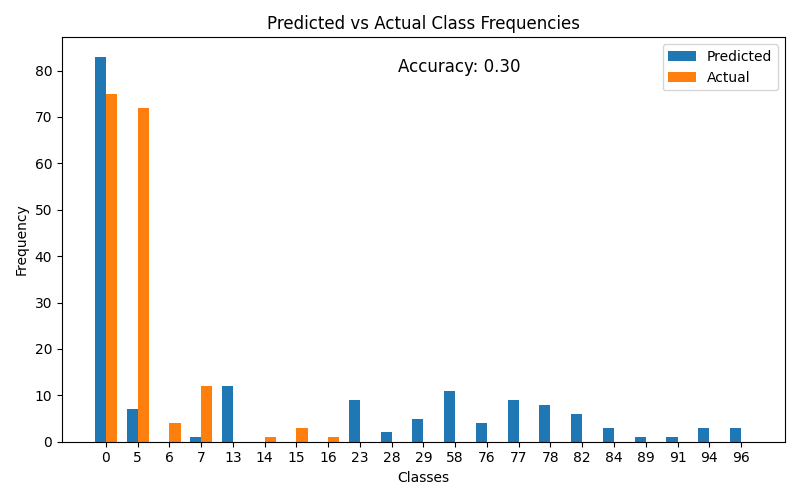 Predicted vs Actual Class Frequencies
Accuracy: 0.30
Predicted
Actual
Frequency
80
70
60
50
40
30
20
10
0
0 5 6 7 13 14 15 16 23 28 29 58 76 77 78 82 84 89 91 94 96
Classes